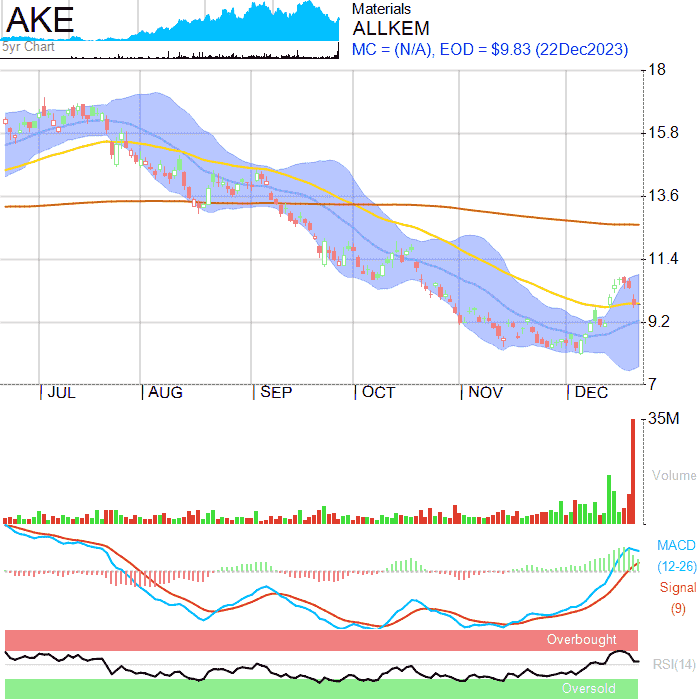 AKE
5yr Chart
Materials
ALLKEM
MC = (N/A), EOD = $9.83 (22Dec2023)
18
15.8
13.6
11.4
9.2
7
JUL AUG SEP OCT NOV DEC
35M
Volume
MACD
(12-26)
Signal
(9)
Overbought
RSI(14)
Oversold